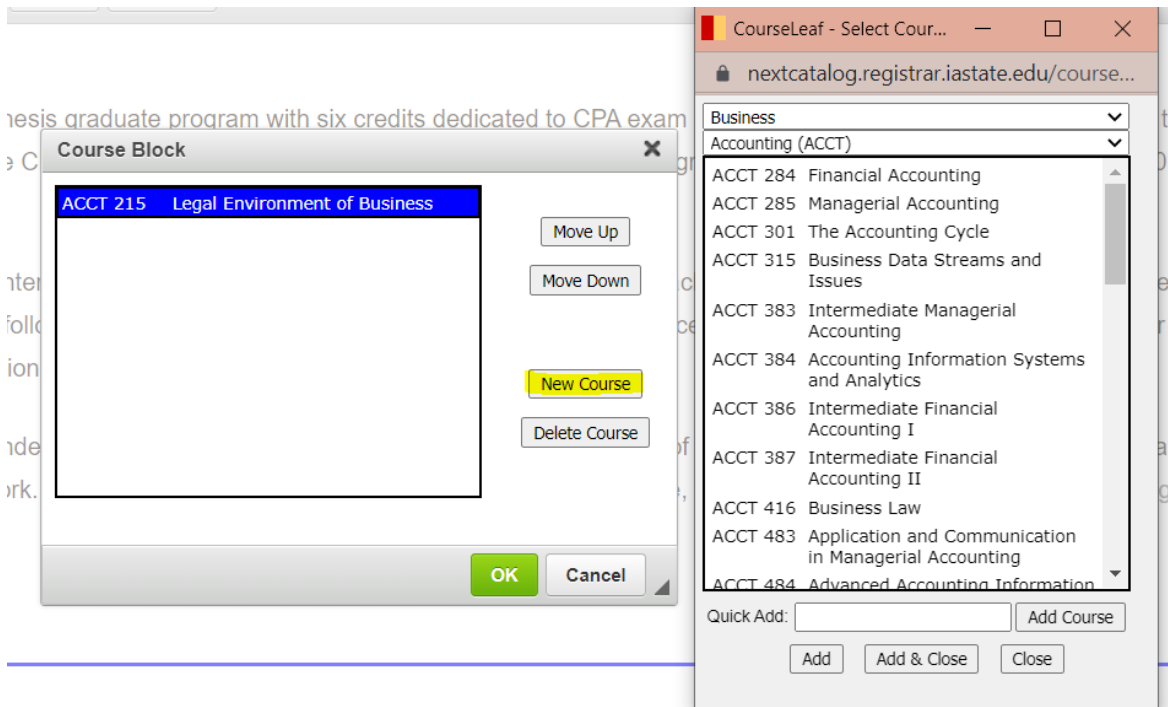 nesis graduate program with six credits dedicated to CPA exam
Course Block
ACCT 215 Legal Environment of Business
Move Up
Move Down
New Course
Delete Course
ork.
OK
Cancel
CourseLeaf - Select Cour...
nextcatalog.registrar.iastate.edu/course...
Business
Accounting (ACCT)
ACCT 284 Financial Accounting
ACCT 285 Managerial Accounting
ACCT 301 The Accounting Cycle
ACCT 315 Business Data Streams and
Issues
ACCT 383 Intermediate Managerial
Accounting
ACCT 384 Accounting Information Systems
and Analytics
ACCT 386 Intermediate Financial
Accounting I
ACCT 387 Intermediate Financial
Accounting II
ACCT 416 Business Law
ACCT 483 Application and Communication
in Managerial Accounting
ACCT 484 Advanced Accounting Information
Quick Add:
Add Course
Add
Add & Close
Close